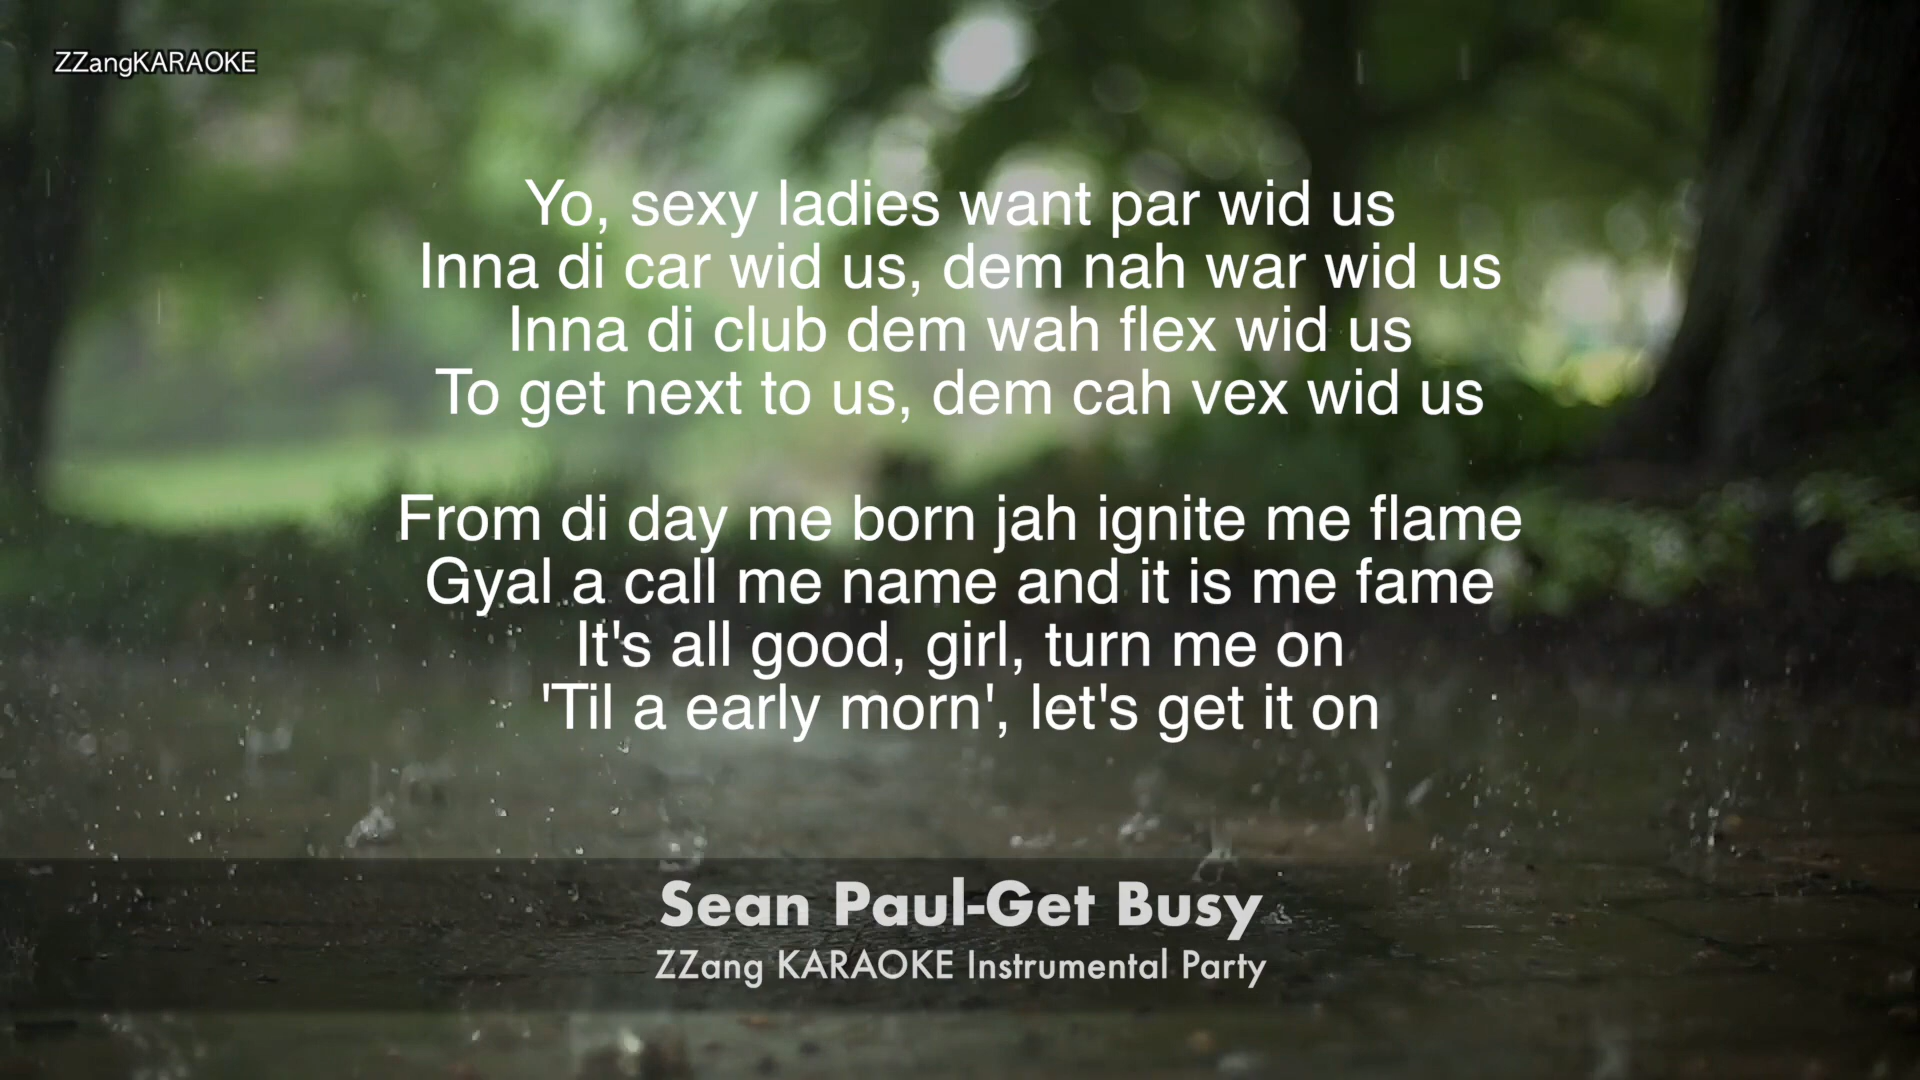 ZZangKARAOKE
Yo, sexy ladies want par wid us
Inna di car wid us, dem nah war wid us
Inna di club dem wah flex wid us
To get next to us, dem cah vex wid us
From di day me born jah ignite me flame
Gyal a call me name and it is me fame
It's all good, girl, turn me on
'Til a early morn', let's get it on
Sean Paul-Get Busy
ZZang KARAOKE Instrumental Party